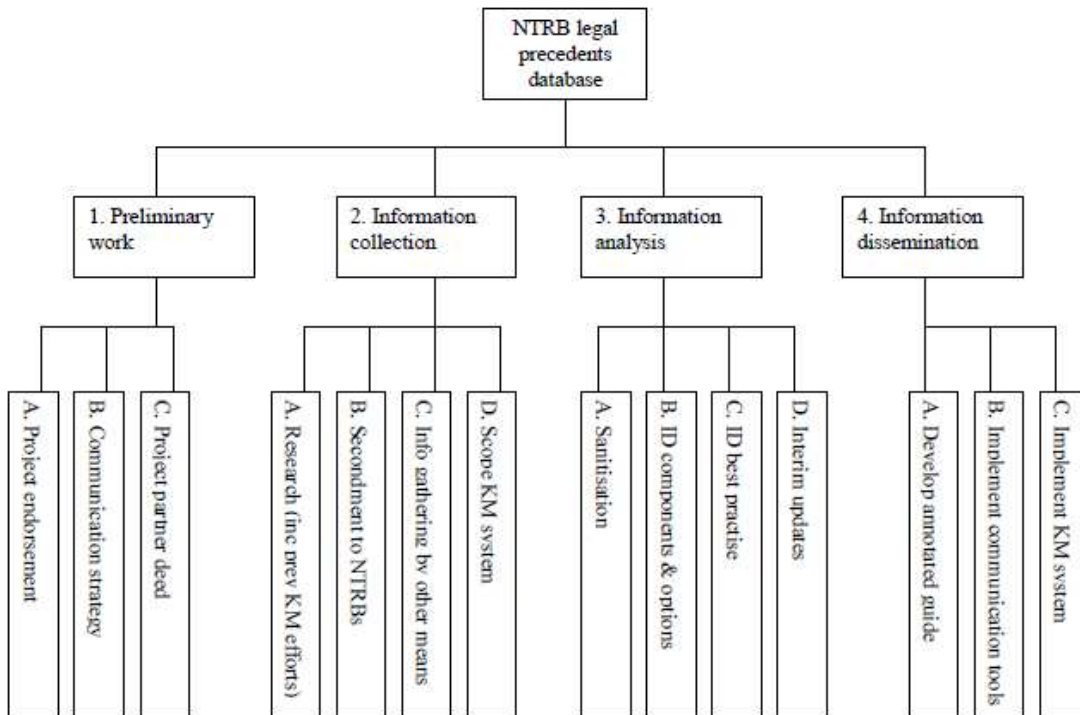 NTRB legal
precedents
database
1. Preliminary
work
2. Information
collection
3. Information
analysis
4. Information
dissemination
A. Project endorsement
B. Communication strategy
C. Project partner deed
A. Research (inc prev KM efforts)
B. Secondment to NTRBs
C. Info gathering by other means
D. Scope KM system
A. Sanitisation
B. ID components & options
C. ID best practise
D. Interim updates
A. Develop annotated guide
B. Implement communication tools
C. Implement KM system